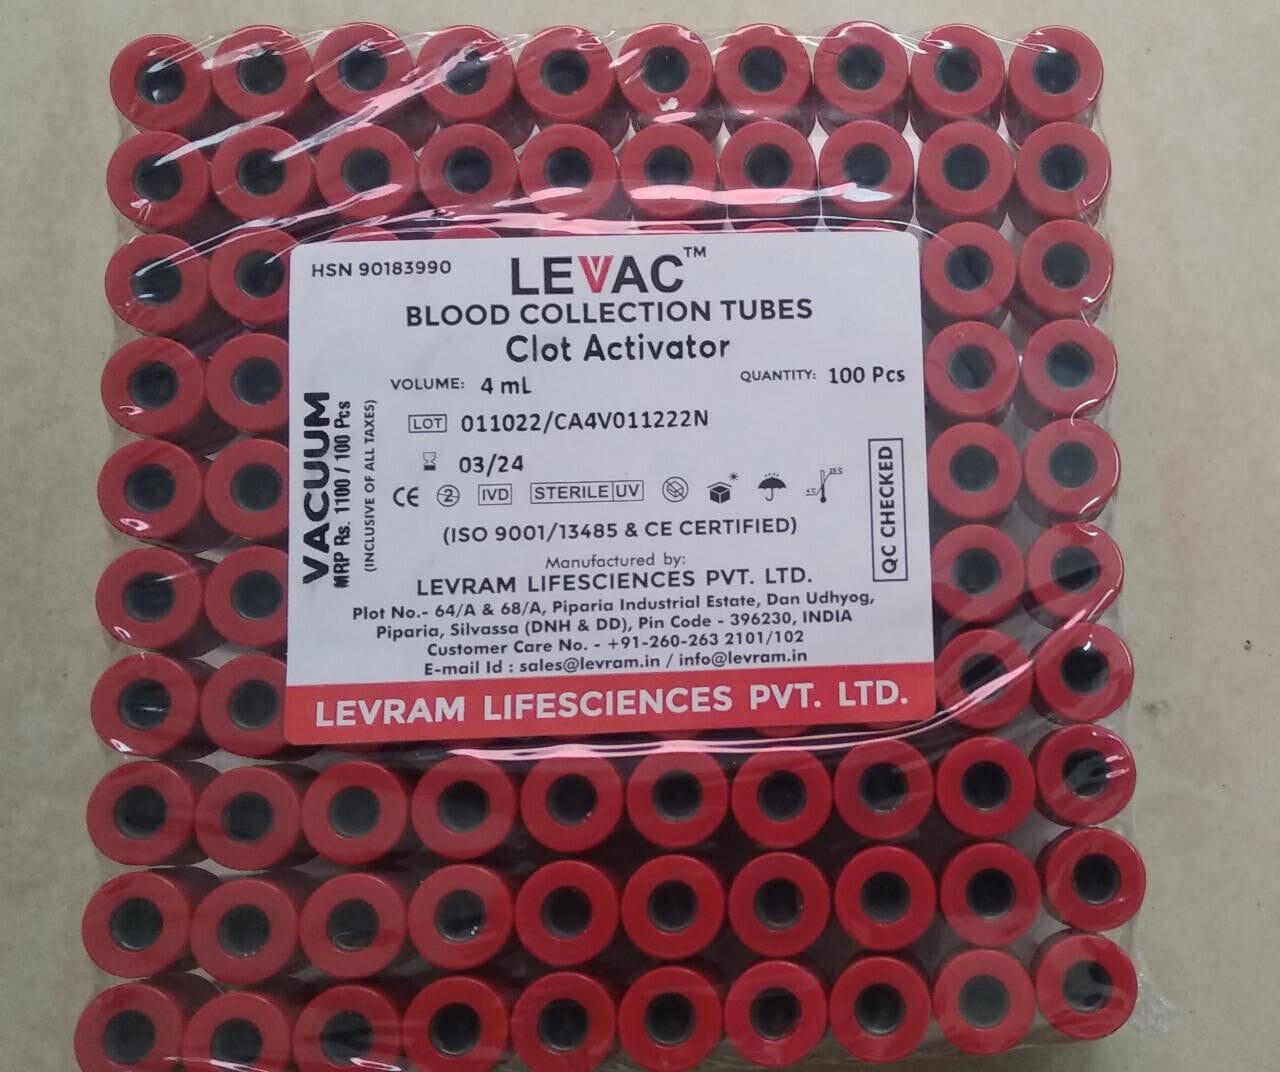 HSN 90183990
LEVAC™
BLOOD COLLECTION TUBES
Clot Activator
VOLUME: 4 mL
QUANTITY: 100 Pcs
LOT 011022/CA4V011222N
03/24
CE 2 IVD STERILE UV
4°C 25°C
(ISO 9001/13485 & CE CERTIFIED)
VACUUM
MRP Rs. 1100 / 100 Pcs
(INCLUSIVE OF ALL TAXES)
QC CHECKED
Manufactured by:
LEVRAM LIFESCIENCES PVT. LTD.
Plot No.- 64/A & 68/A, Piparia Industrial Estate, Dan Udhyog,
Piparia, Silvassa (DNH & DD), Pin Code - 396230, INDIA
Customer Care No. - +91-260-263 2101/102
E-mail Id : sales@levram.in / info@levram.in
LEVRAM LIFESCIENCES PVT. LTD.